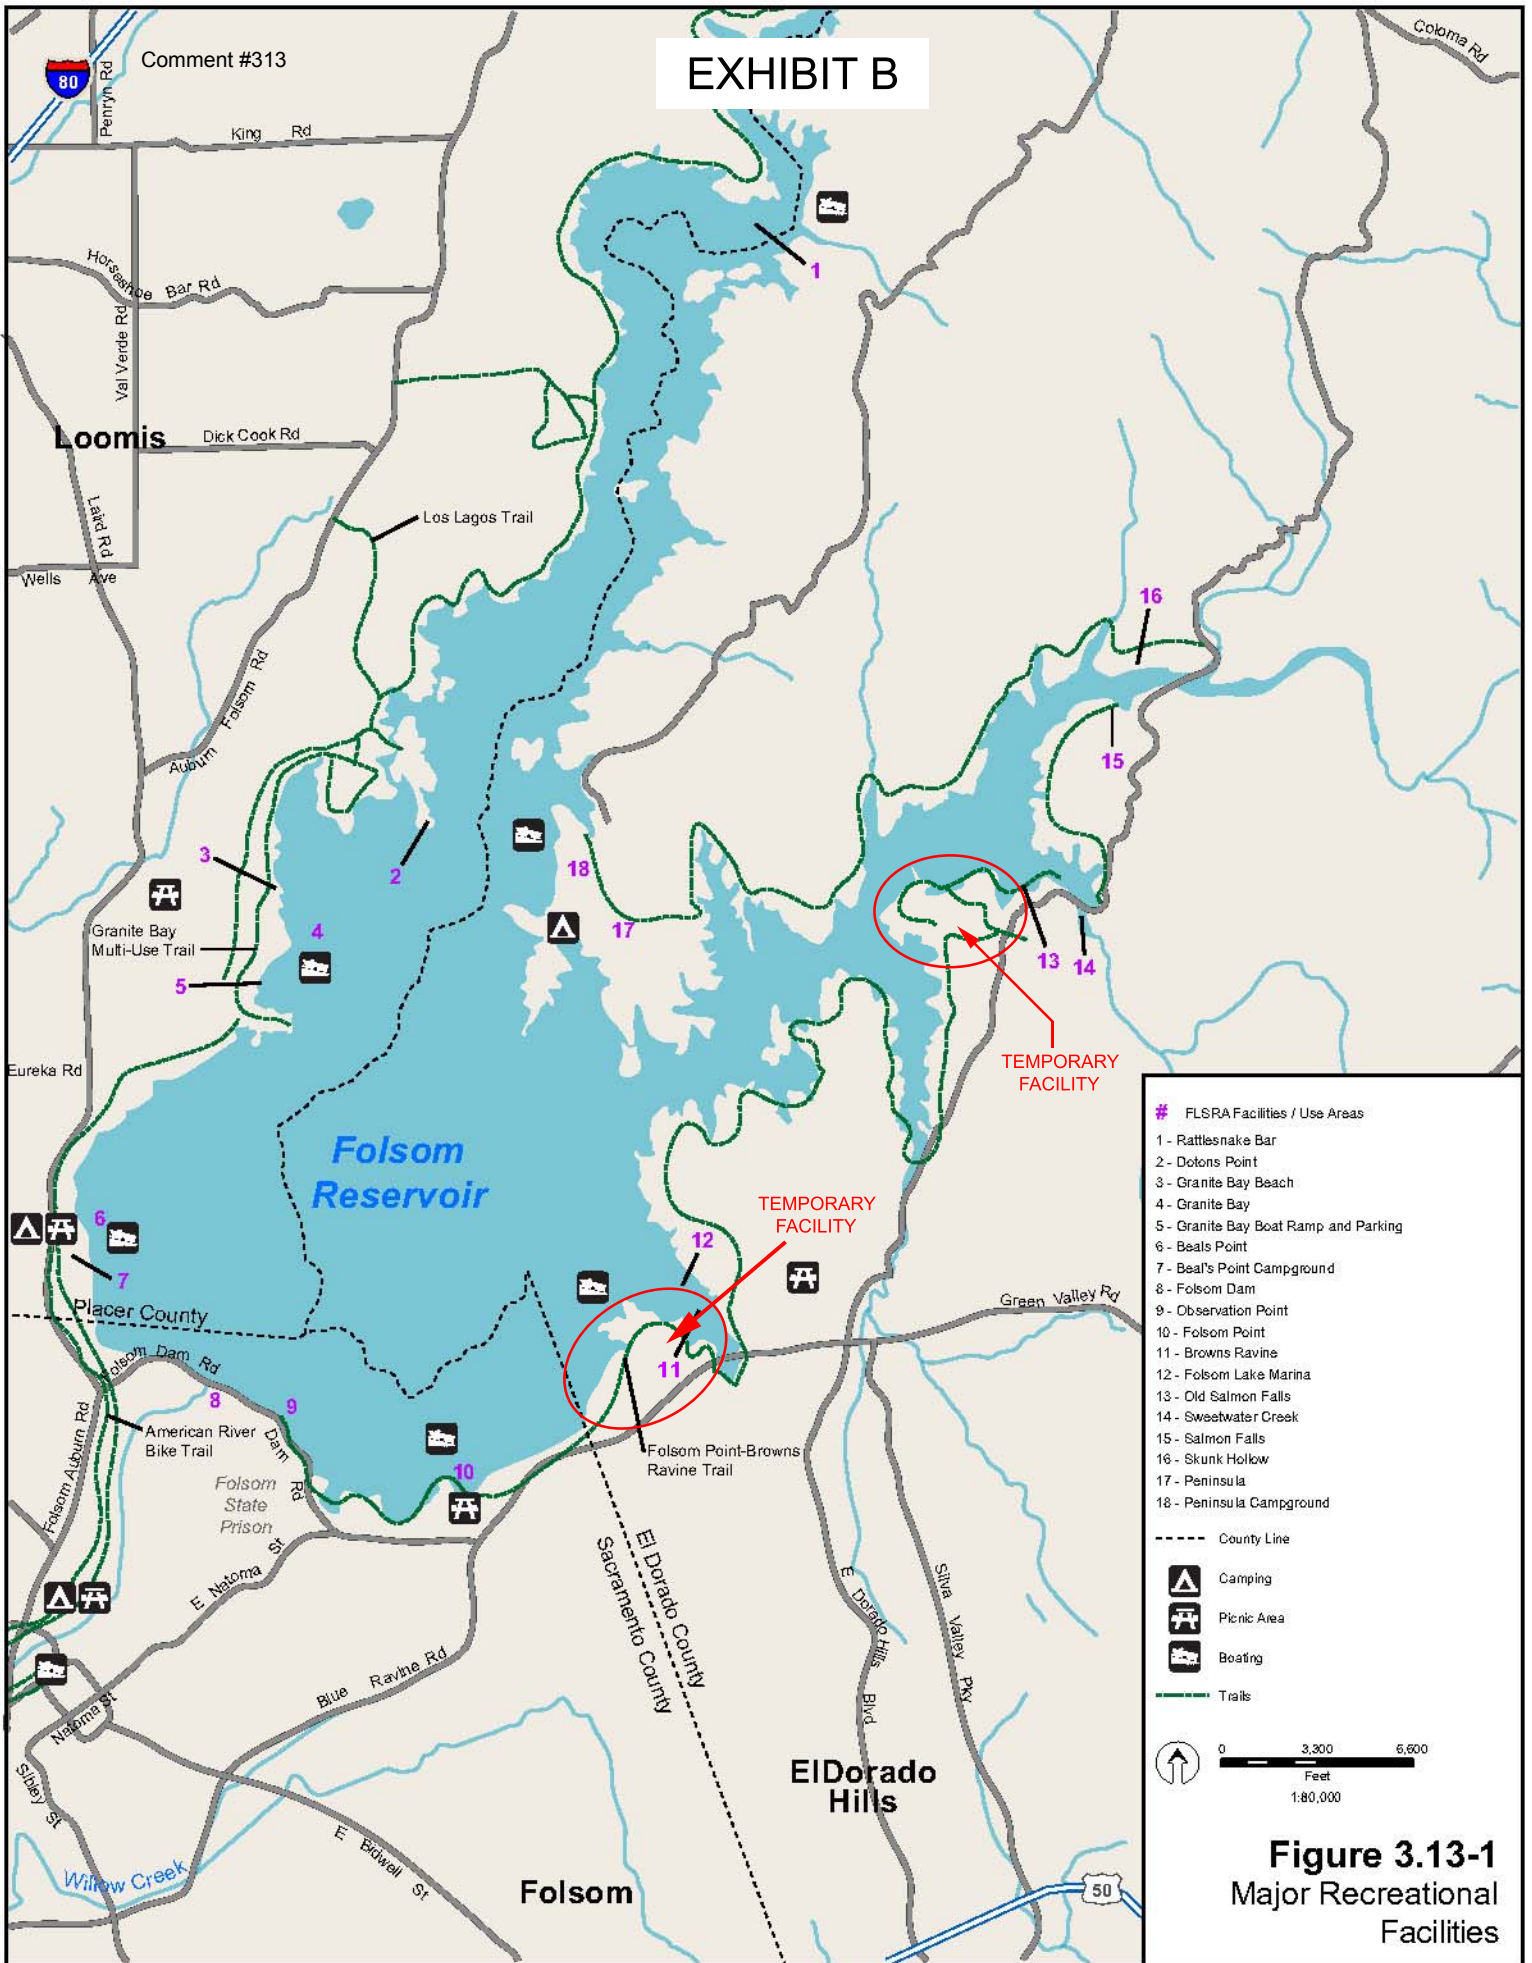 Comment #313
EXHIBIT B
80
Penryn Rd
King Rd
Coloma Rd
Horseshoe Bar Rd
Val Verde Rd
1
Loomis
Dick Cook Rd
Laird Rd
Los Lagos Trail
Wells Ave
16
Auburn Folsom Rd
15
3
2
18
17
4
Granite Bay
Multi-Use Trail
5
13
14
TEMPORARY
FACILITY
Eureka Rd
Folsom
Reservoir
TEMPORARY
FACILITY
6
7
12
Placer County
Green Valley Rd
11
Folsom Dam Rd
8
9
American River
Bike Trail
Dam Rd
Folsom Auburn Rd
Folsom Point-Browns
Ravine Trail
10
Folsom
State
Prison
E Natoma St
El Dorado County
Sacramento County
E Dorado Hills Blvd
Silva Valley Pky
Blue Ravine Rd
Natoma St
Sibley St
E Bidwell St
ElDorado
Hills
Willow Creek
Folsom
50
# FLSRA Facilities / Use Areas
1 - Rattlesnake Bar
2 - Dotons Point
3 - Granite Bay Beach
4 - Granite Bay
5 - Granite Bay Boat Ramp and Parking
6 - Beals Point
7 - Beal's Point Campground
8 - Folsom Dam
9 - Observation Point
10 - Folsom Point
11 - Browns Ravine
12 - Folsom Lake Marina
13 - Old Salmon Falls
14 - Sweetwater Creek
15 - Salmon Falls
16 - Skunk Hollow
17 - Peninsula
18 - Peninsula Campground
County Line
Camping
Picnic Area
Boating
Trails
0 3,300 6,600
Feet
1:80,000
Figure 3.13-1
Major Recreational
Facilities